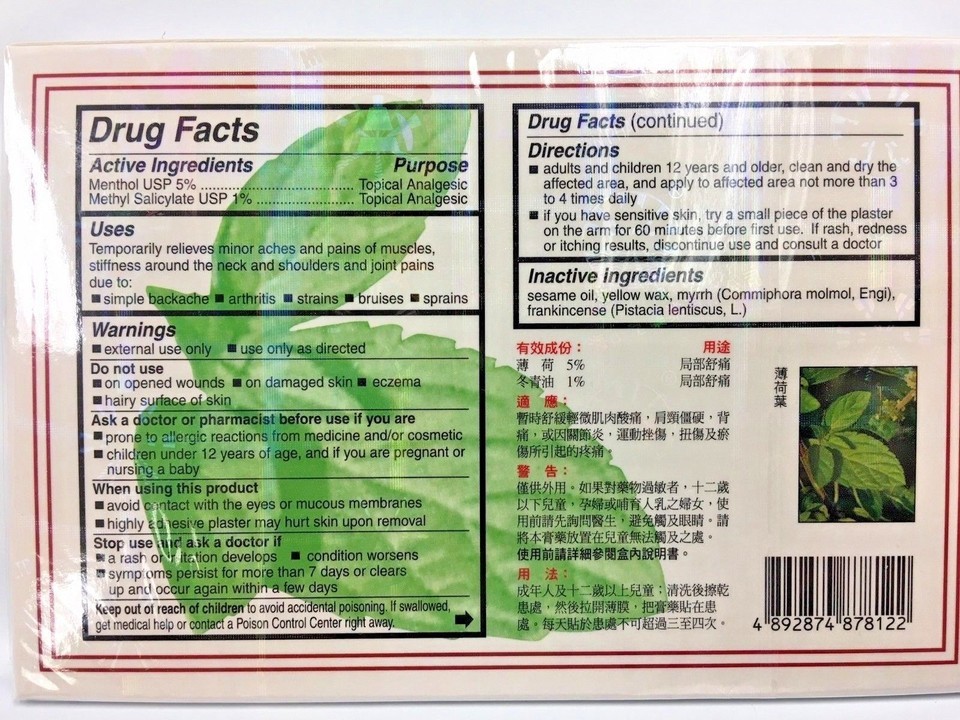 Drug Facts
Active Ingredients Purpose
Menthol USP 5% ........................................ Topical Analgesic
Methyl Salicylate USP 1% ......................... Topical Analgesic
Uses
Temporarily relieves minor aches and pains of muscles,
stiffness around the neck and shoulders and joint pains
due to:
■ simple backache ■ arthritis ■ strains ■ bruises ■ sprains
Warnings
■ external use only ■ use only as directed
Do not use
■ on opened wounds ■ on damaged skin ■ eczema
■ hairy surface of skin
Ask a doctor or pharmacist before use if you are
■ prone to allergic reactions from medicine and/or cosmetic
■ children under 12 years of age, and if you are pregnant or
nursing a baby
When using this product
■ avoid contact with the eyes or mucous membranes
■ highly adhesive plaster may hurt skin upon removal
Stop use and ask a doctor if
■ a rash or irritation develops ■ condition worsens
■ symptoms persist for more than 7 days or clears
up and occur again within a few days
Keep out of reach of children to avoid accidental poisoning. If swallowed,
get medical help or contact a Poison Control Center right away.
Drug Facts (continued)
Directions
■ adults and children 12 years and older, clean and dry the
affected area, and apply to affected area not more than 3
to 4 times daily
■ if you have sensitive skin, try a small piece of the plaster
on the arm for 60 minutes before first use. If rash, redness
or itching results, discontinue use and consult a doctor
Inactive ingredients
sesame oil, yellow wax, myrrh (Commiphora molmol, Engi),
frankincense (Pistacia lentiscus, L.)
有效成份： 用途
薄 荷 5% 局部舒痛
冬青油 1% 局部舒痛
適 應：
暫時舒緩輕微肌肉酸痛，肩頸僵硬，背
痛，或因關節炎，運動挫傷，扭傷及瘀
傷所引起的疼痛。
警 告：
僅供外用。如果對藥物過敏者，十二歲
以下兒童，孕婦或哺育人乳之婦女，使
用前請先詢問醫生，避免觸及眼睛。請
將本膏藥放置在兒童無法觸及之處。
使用前請詳細參閱盒內說明書。
用 法：
成年人及十二歲以上兒童；清洗後擦乾
患處，然後拉開薄膜，把膏藥貼在患
處。每天貼於患處不可超過三至四次。
薄荷葉
4 892874 878122